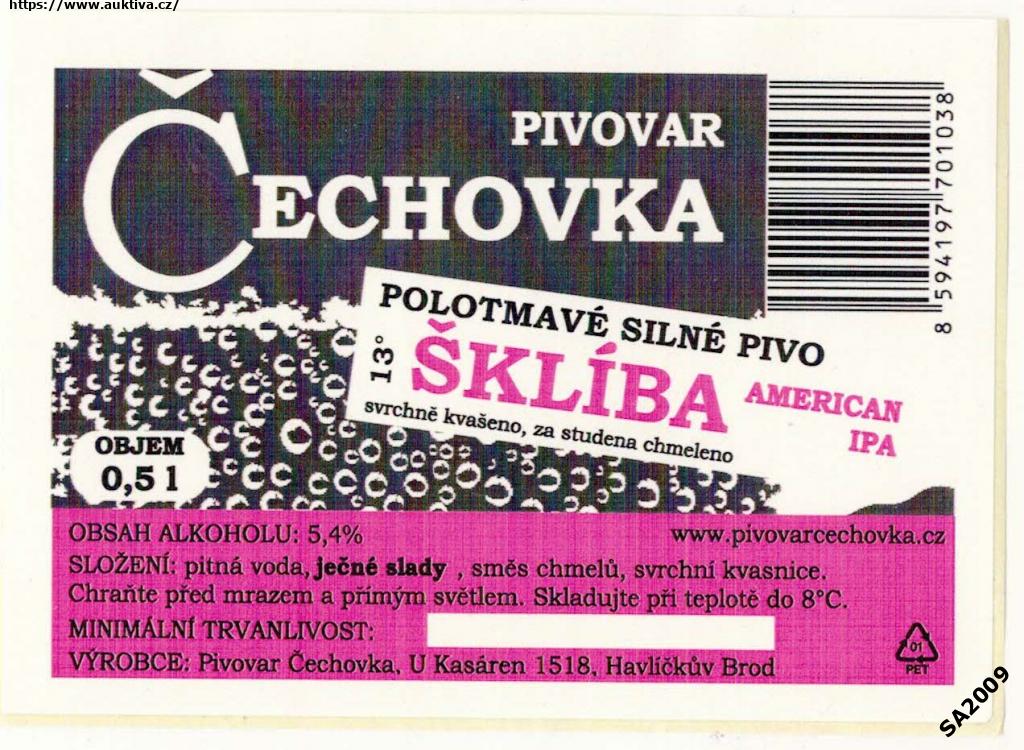 https://www.auktiva.cz/
PIVOVAR
ČECHOVKA
8 594197 701038
POLOTMAVÉ SILNÉ PIVO
13°
ŠKLÍBA
AMERICAN
IPA
svrchně kvašeno, za studena chmeleno
OBJEM
0,5 l
OBSAH ALKOHOLU: 5,4%
www.pivovarcechovka.cz
SLOŽENÍ: pitná voda, ječné slady , směs chmelů, svrchní kvasnice.
Chraňte před mrazem a přímým světlem. Skladujte při teplotě do 8°C.
MINIMÁLNÍ TRVANLIVOST:
VÝROBCE: Pivovar Čechovka, U Kasáren 1518, Havlíčkův Brod
01
PET
SA2009